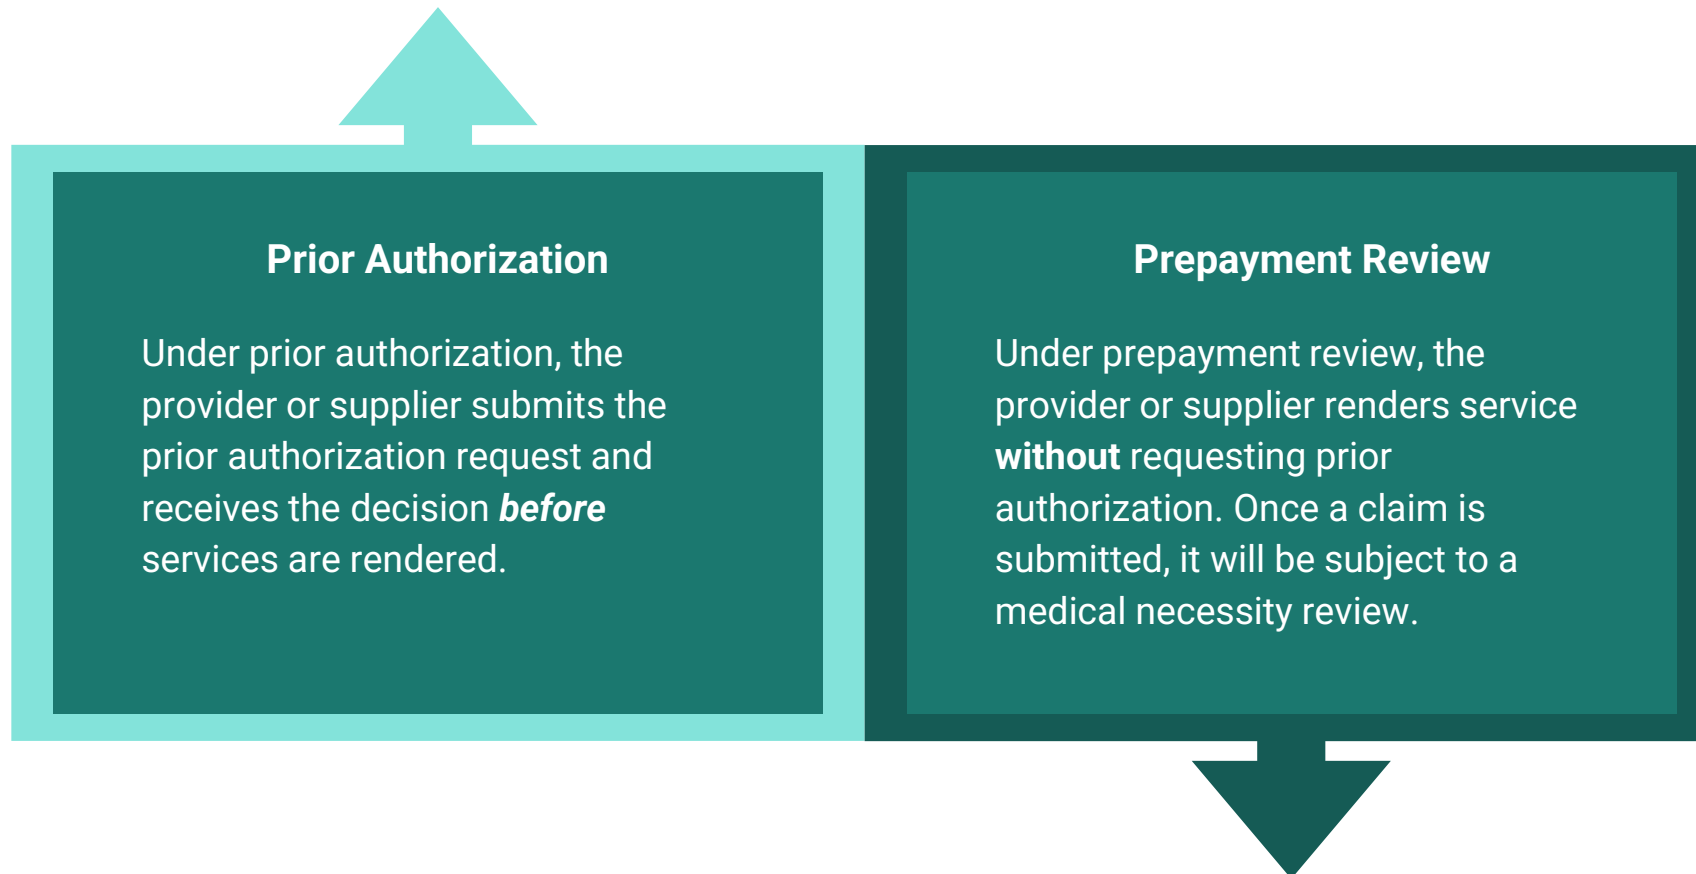 Prior Authorization
Under prior authorization, the
provider or supplier submits the
prior authorization request and
receives the decision before
services are rendered.
Prepayment Review
Under prepayment review, the
provider or supplier renders service
without requesting prior
authorization. Once a claim is
submitted, it will be subject to a
medical necessity review.